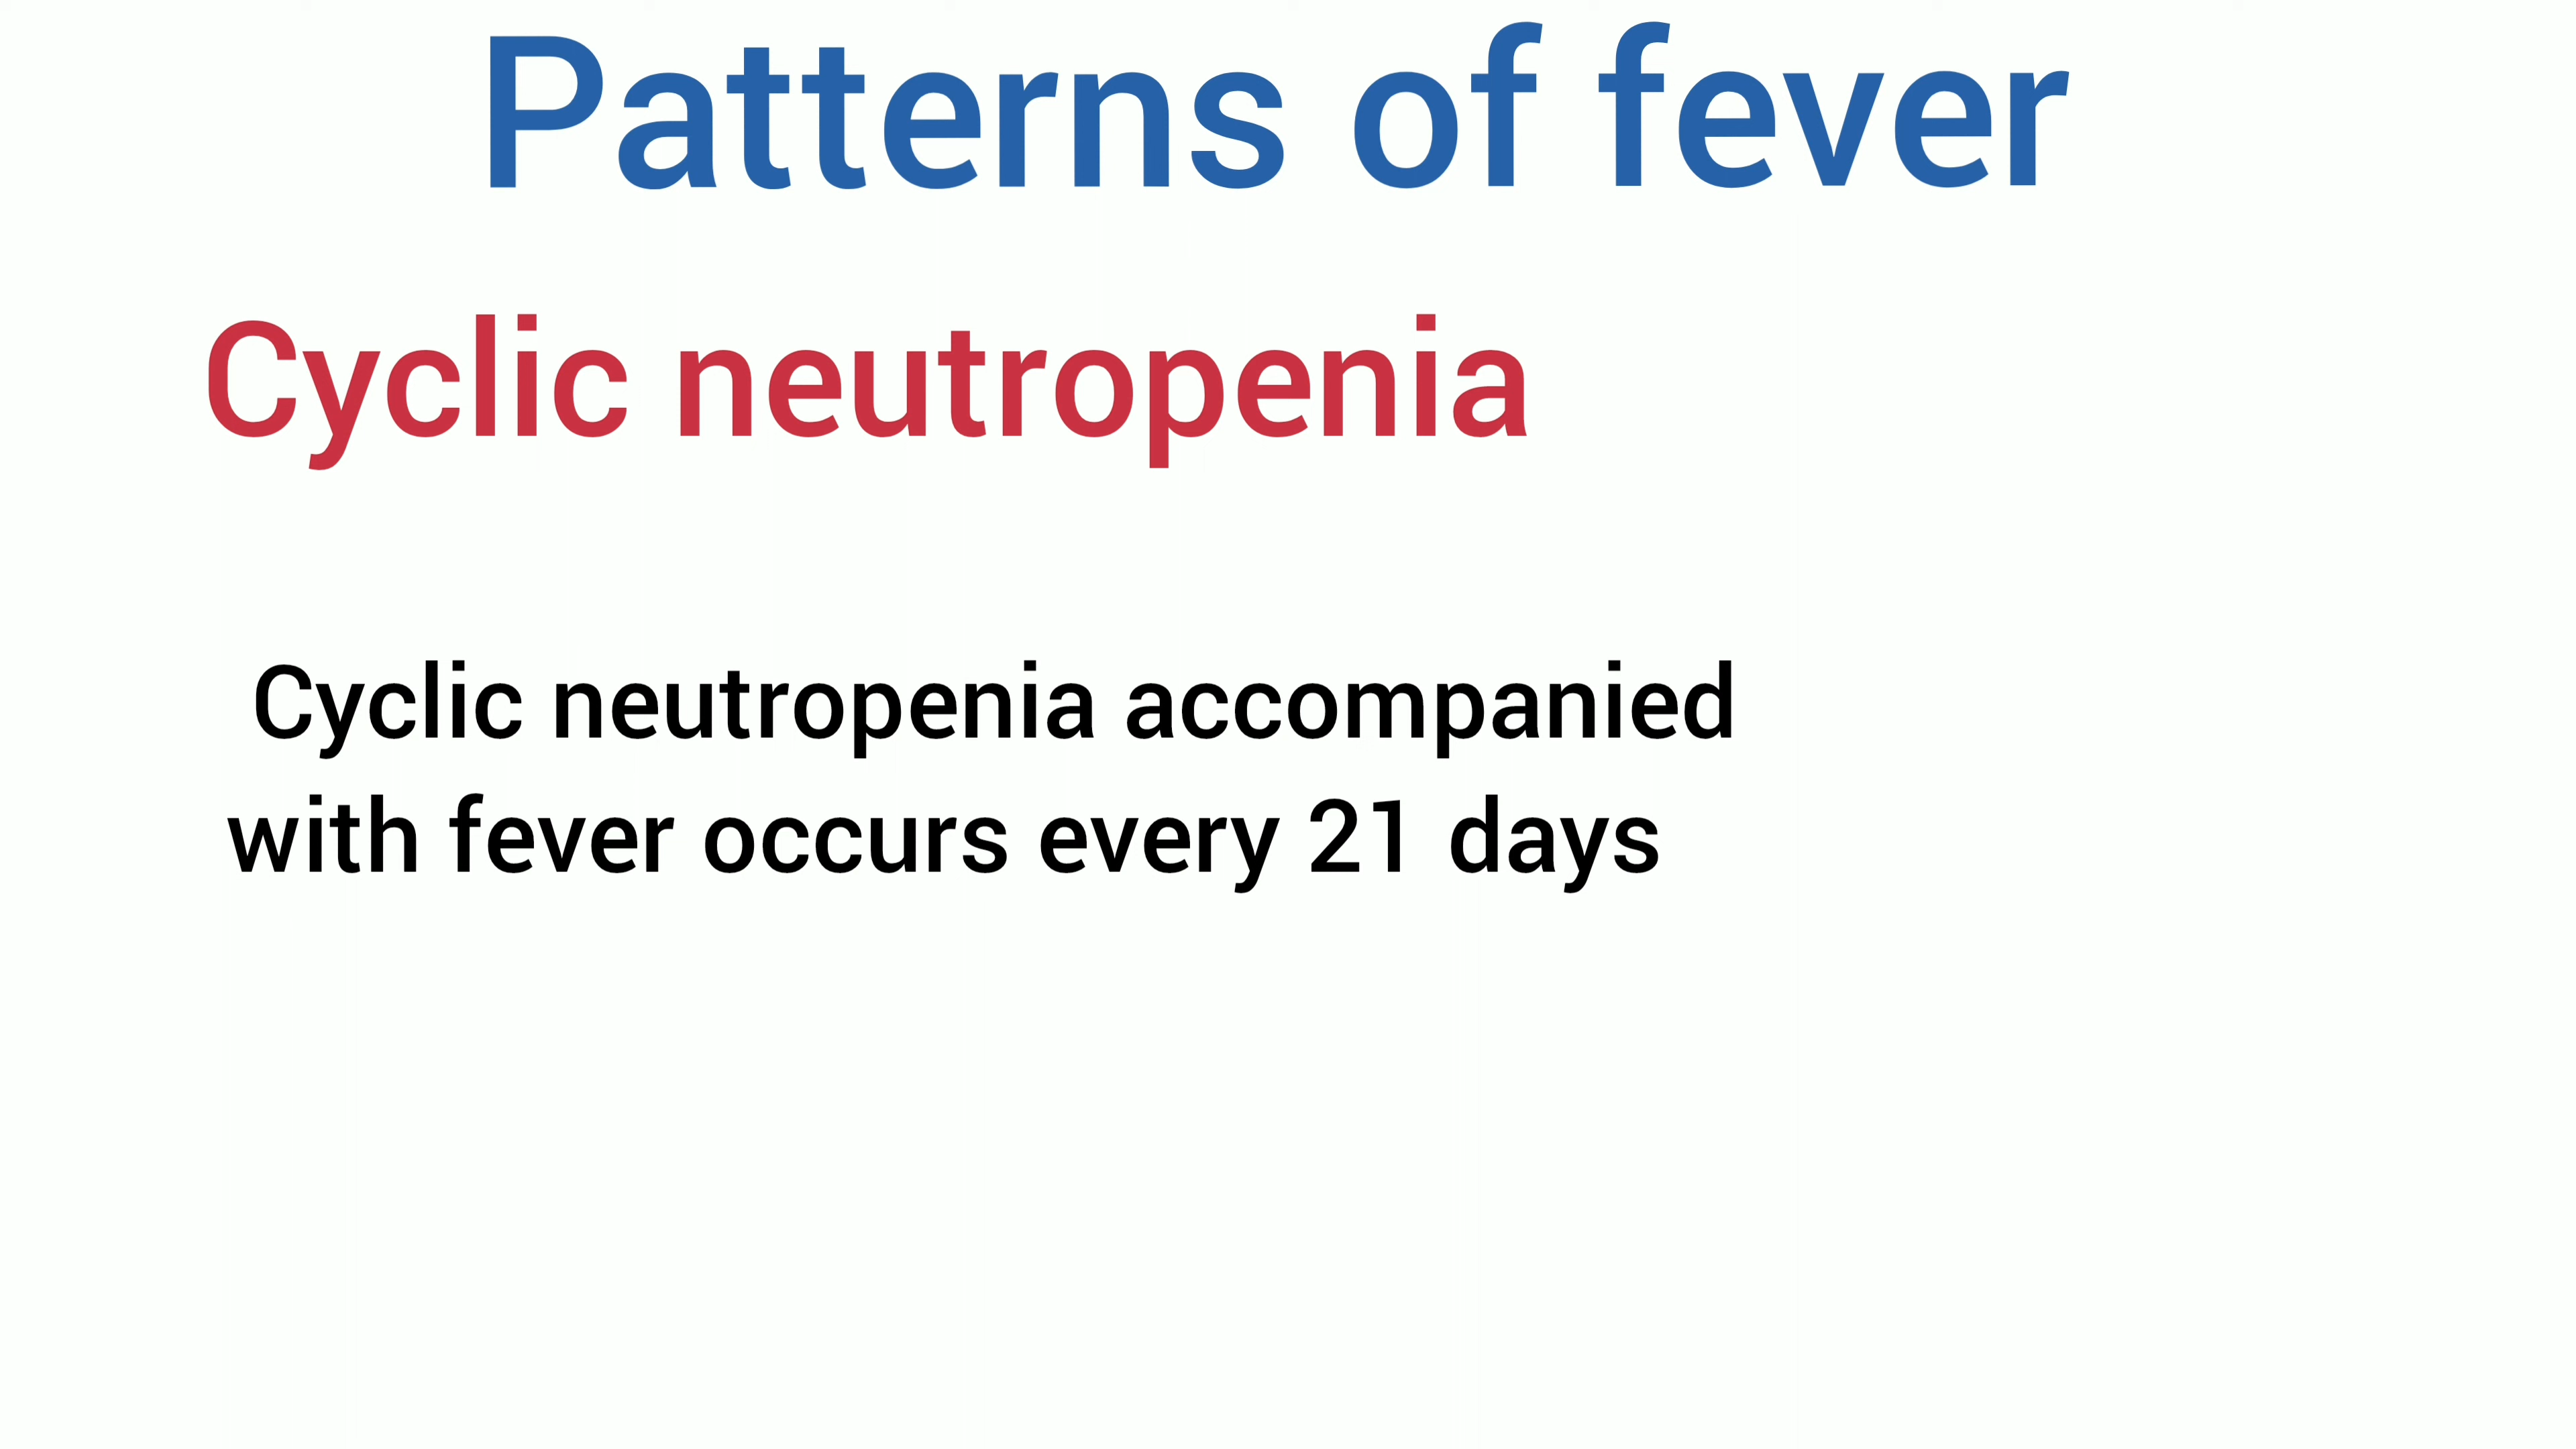 Patterns of fever
Cyclic neutropenia
Cyclic neutropenia accompanied
with fever occurs every 21 days